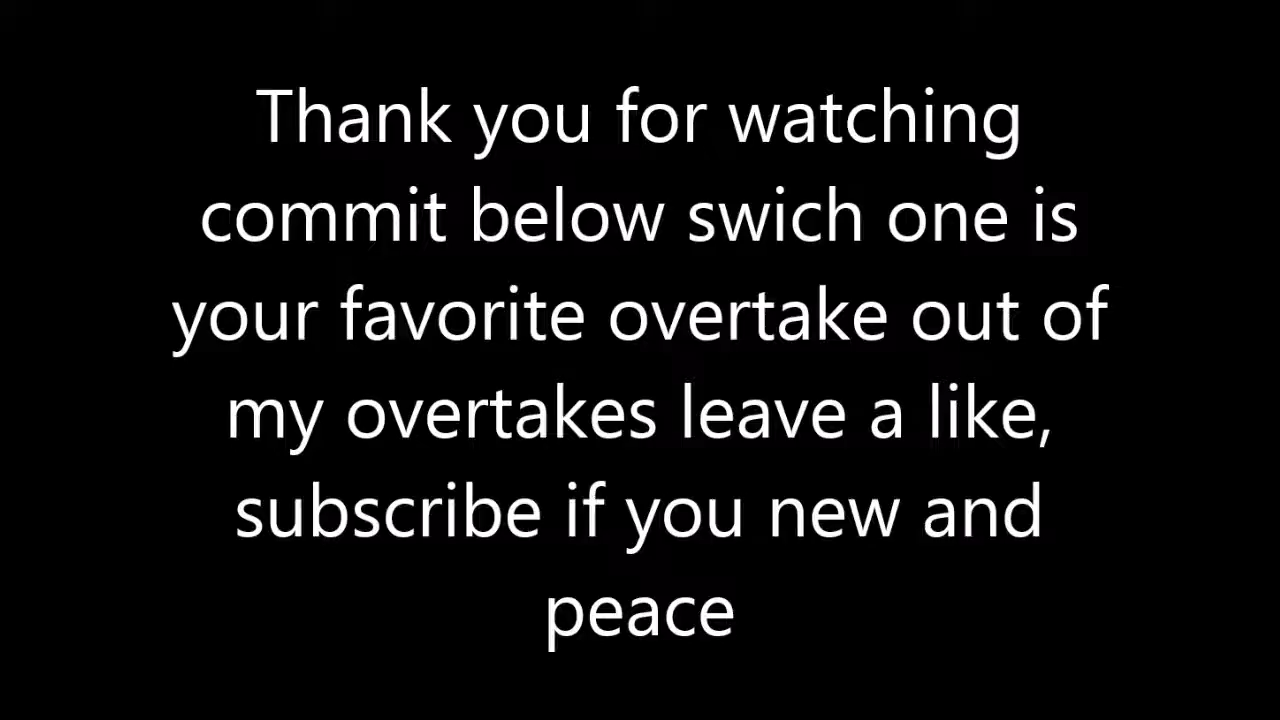 Thank you for watching
commit below swich one is
your favorite overtake out of
my overtakes leave a like,
subscribe if you new and
peace